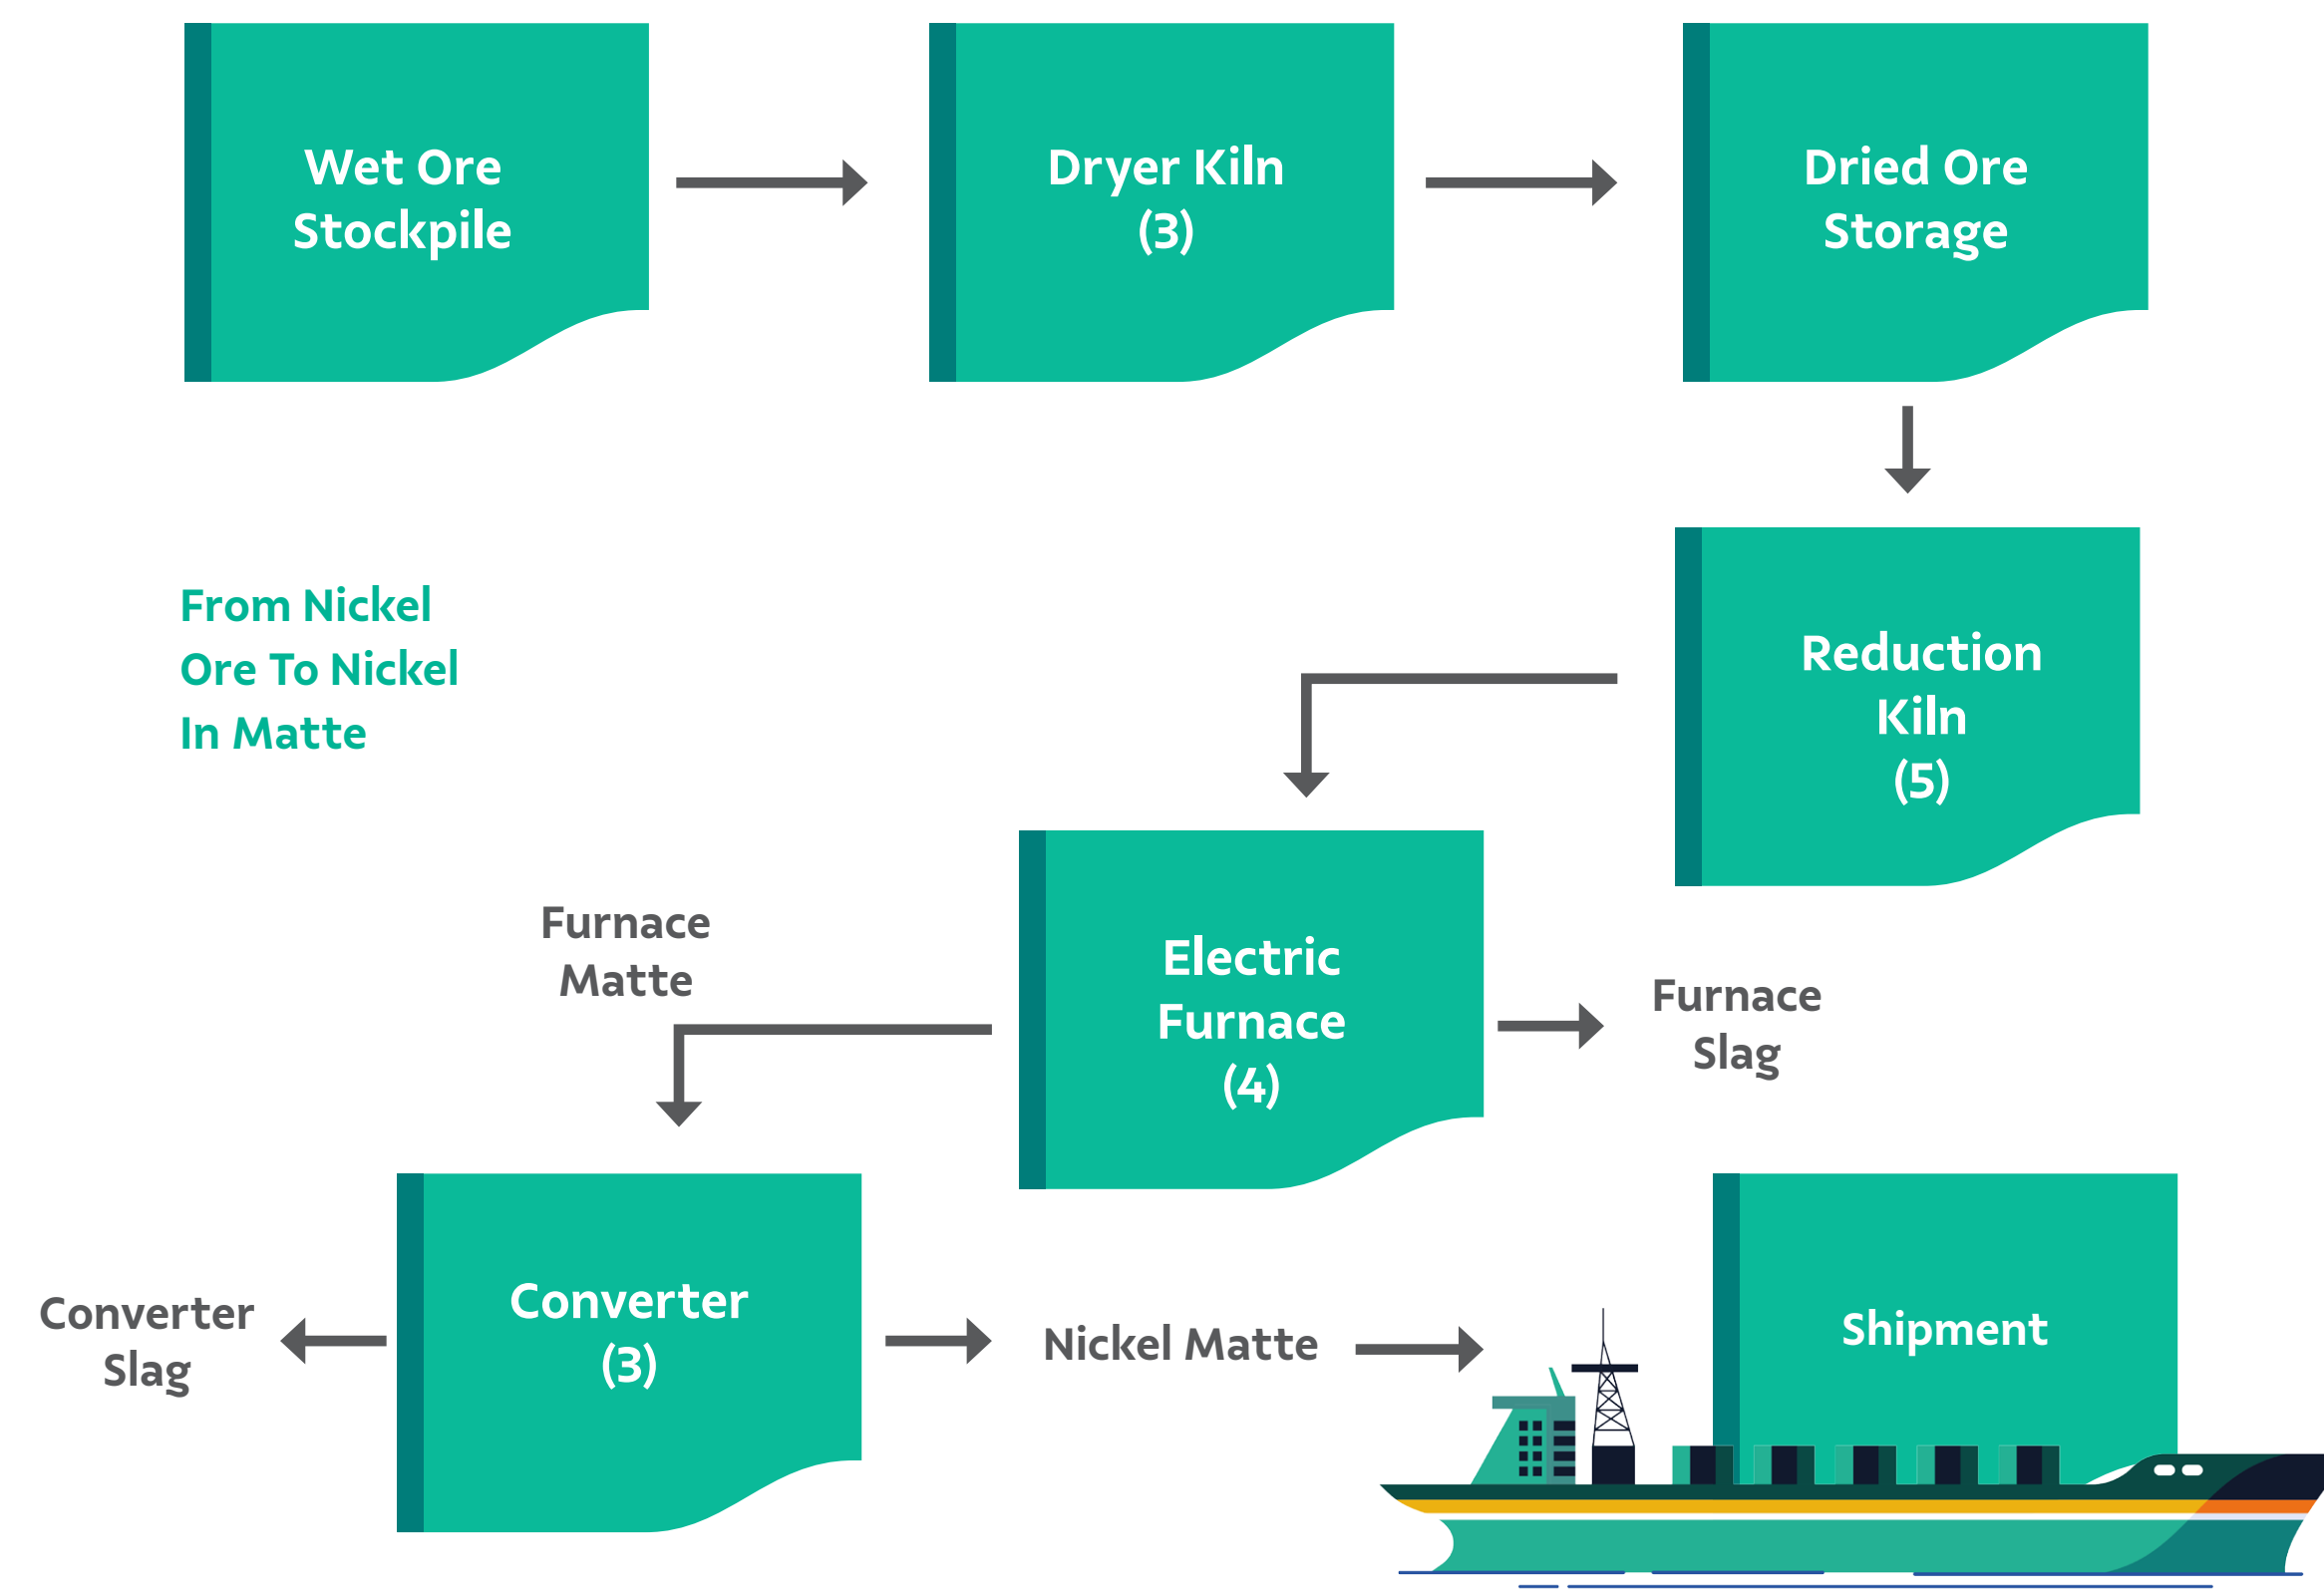 Wet Ore
Stockpile
Dryer Kiln
(3)
Dried Ore
Storage
From Nickel
Ore To Nickel
In Matte
Reduction
Kiln
(5)
Furnace
Matte
Electric
Furnace
(4)
Furnace
Slag
Converter
Slag
Converter
(3)
Nickel Matte
Shipment